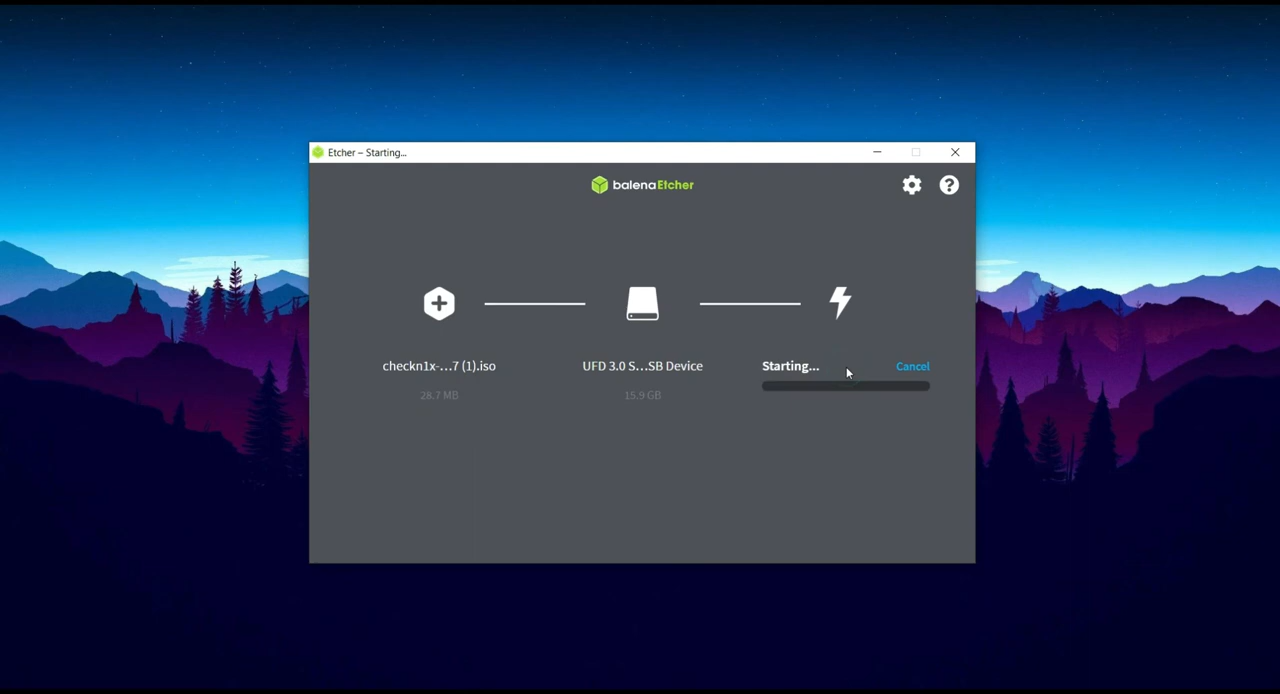 Etcher – Starting...
balenaEtcher
checkn1x-...7 (1).iso
28.7 MB
UFD 3.0 S...SB Device
15.9 GB
Starting...
Cancel